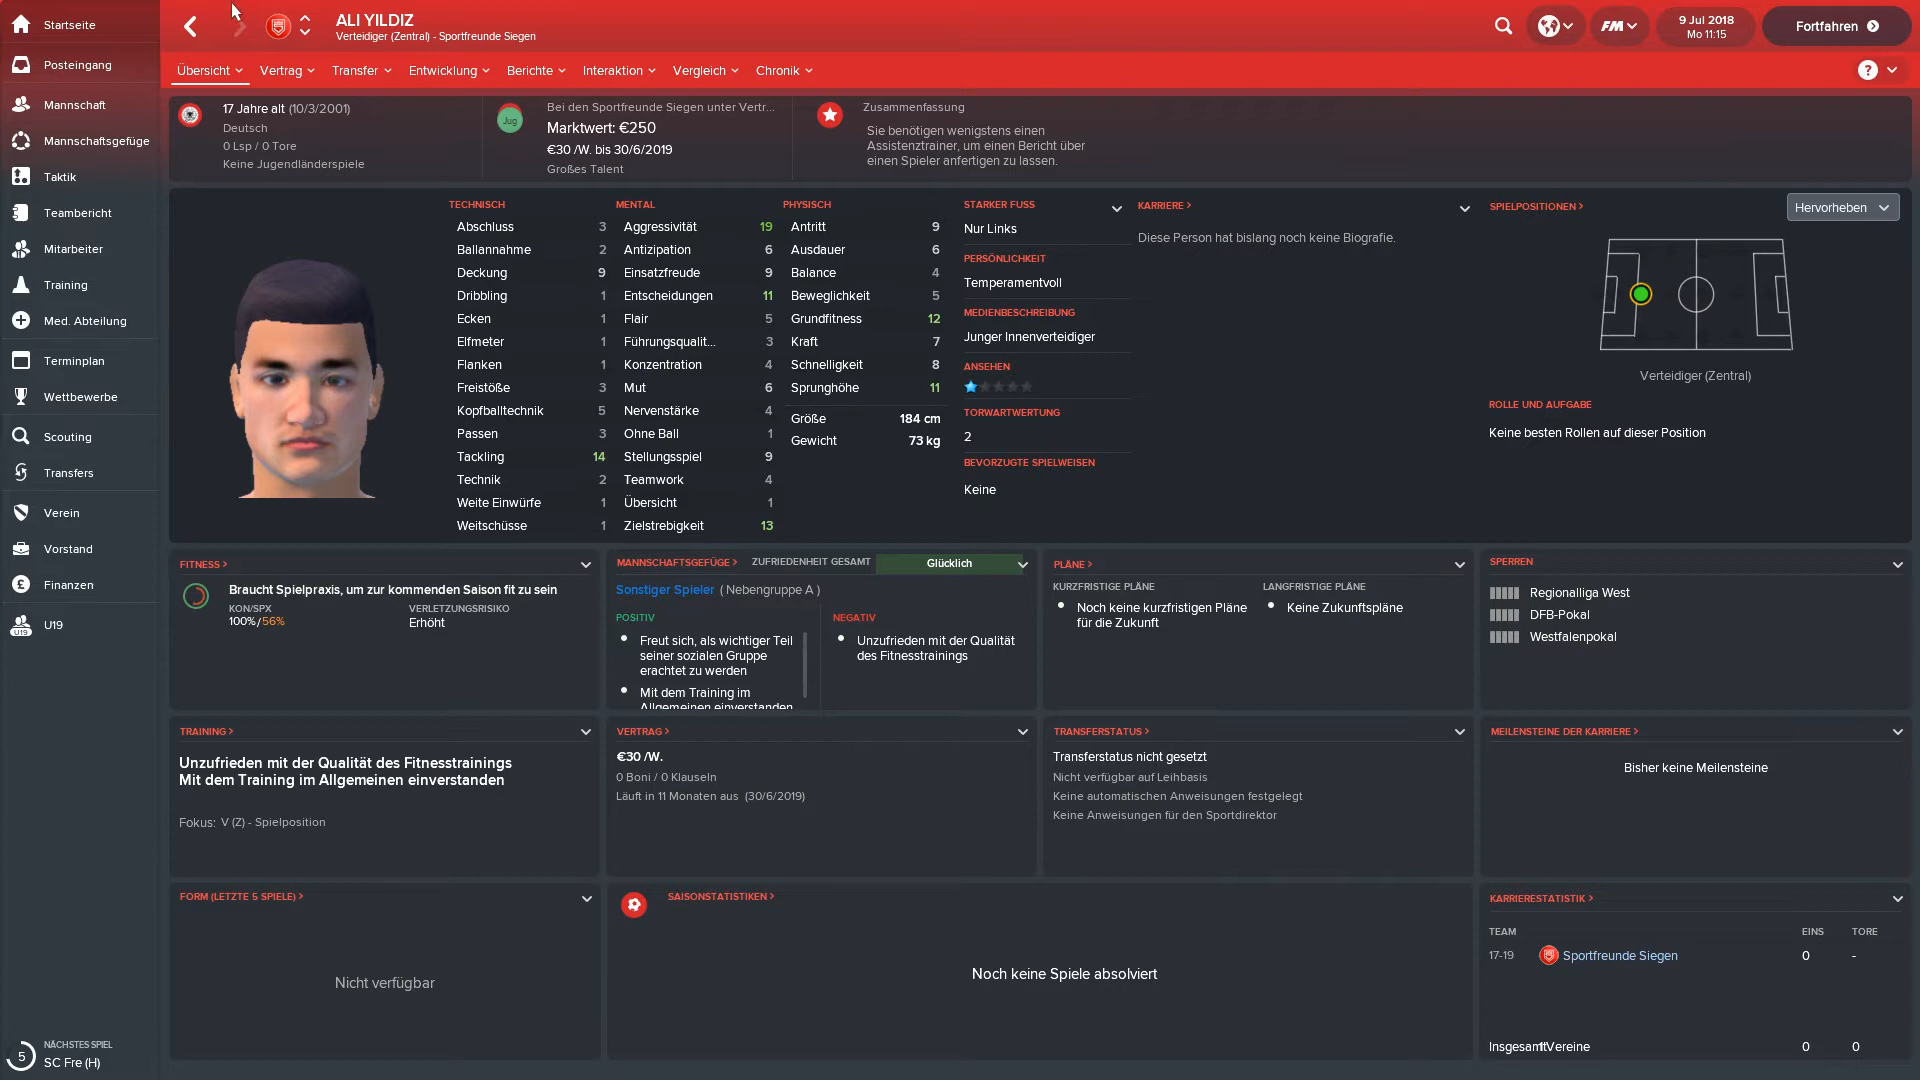 Startseite
Posteingang
Mannschaft
Mannschaftsgefüge
Taktik
Teambericht
Mitarbeiter
Training
Med. Abteilung
Terminplan
Wettbewerbe
Scouting
Transfers
Verein
Vorstand
Finanzen
U19
U19
5
NÄCHSTES SPIEL
SC Fre (H)
ALI YILDIZ
Verteidiger (Zentral) - Sportfreunde Siegen
FM
9 Jul 2018
Mo 11:15
Fortfahren
Übersicht
Vertrag
Transfer
Entwicklung
Berichte
Interaktion
Vergleich
Chronik
?
17 Jahre alt (10/3/2001)
Deutsch
0 Lsp / 0 Tore
Keine Jugendländerspiele
Jug
Bei den Sportfreunde Siegen unter Vertr...
Marktwert: €250
€30 /W. bis 30/6/2019
Großes Talent
Zusammenfassung
Sie benötigen wenigstens einen
Assistenztrainer, um einen Bericht über
einen Spieler anfertigen zu lassen.
TECHNISCH
Abschluss 3
Ballannahme 2
Deckung 9
Dribbling 1
Ecken 1
Elfmeter 1
Flanken 1
Freistöße 3
Kopfballtechnik 5
Passen 3
Tackling 14
Technik 2
Weite Einwürfe 1
Weitschüsse 1
MENTAL
Aggressivität 19
Antizipation 6
Einsatzfreude 9
Entscheidungen 11
Flair 5
Führungsqualit... 3
Konzentration 4
Mut 6
Nervenstärke 4
Ohne Ball 1
Stellungsspiel 9
Teamwork 4
Übersicht 1
Zielstrebigkeit 13
PHYSISCH
Antritt 9
Ausdauer 6
Balance 4
Beweglichkeit 5
Grundfitness 12
Kraft 7
Schnelligkeit 8
Sprunghöhe 11
Größe 184 cm
Gewicht 73 kg
STARKER FUSS
Nur Links
PERSÖNLICHKEIT
Temperamentvoll
MEDIENBESCHREIBUNG
Junger Innenverteidiger
ANSEHEN
TORWARTWERTUNG
2
BEVORZUGTE SPIELWEISEN
Keine
KARRIERE >
Diese Person hat bislang noch keine Biografie.
SPIELPOSITIONEN >
Hervorheben
Verteidiger (Zentral)
ROLLE UND AUFGABE
Keine besten Rollen auf dieser Position
FITNESS >
Braucht Spielpraxis, um zur kommenden Saison fit zu sein
KON/SPX
100%/56%
VERLETZUNGSRISIKO
Erhöht
MANNSCHAFTSGEFÜGE > ZUFRIEDENHEIT GESAMT Glücklich
Sonstiger Spieler ( Nebengruppe A )
POSITIV
• Freut sich, als wichtiger Teil
seiner sozialen Gruppe
erachtet zu werden
• Mit dem Training im
Allgemeinen einverstanden
NEGATIV
• Unzufrieden mit der Qualität
des Fitnesstrainings
PLÄNE >
KURZFRISTIGE PLÄNE
• Noch keine kurzfristigen Pläne
für die Zukunft
LANGFRISTIGE PLÄNE
• Keine Zukunftspläne
SPERREN
Regionalliga West
DFB-Pokal
Westfalenpokal
TRAINING >
Unzufrieden mit der Qualität des Fitnesstrainings
Mit dem Training im Allgemeinen einverstanden
Fokus: V (Z) - Spielposition
VERTRAG >
€30 /W.
0 Boni / 0 Klauseln
Läuft in 11 Monaten aus (30/6/2019)
TRANSFERSTATUS >
Transferstatus nicht gesetzt
Nicht verfügbar auf Leihbasis
Keine automatischen Anweisungen festgelegt
Keine Anweisungen für den Sportdirektor
MEILENSTEINE DER KARRIERE >
Bisher keine Meilensteine
FORM (LETZTE 5 SPIELE) >
Nicht verfügbar
SAISONSTATISTIKEN >
Noch keine Spiele absolviert
KARRIERESTATISTIK >
TEAM EINS TORE
17-19 Sportfreunde Siegen 0 -
Insgesamt 1 Vereine 0 0